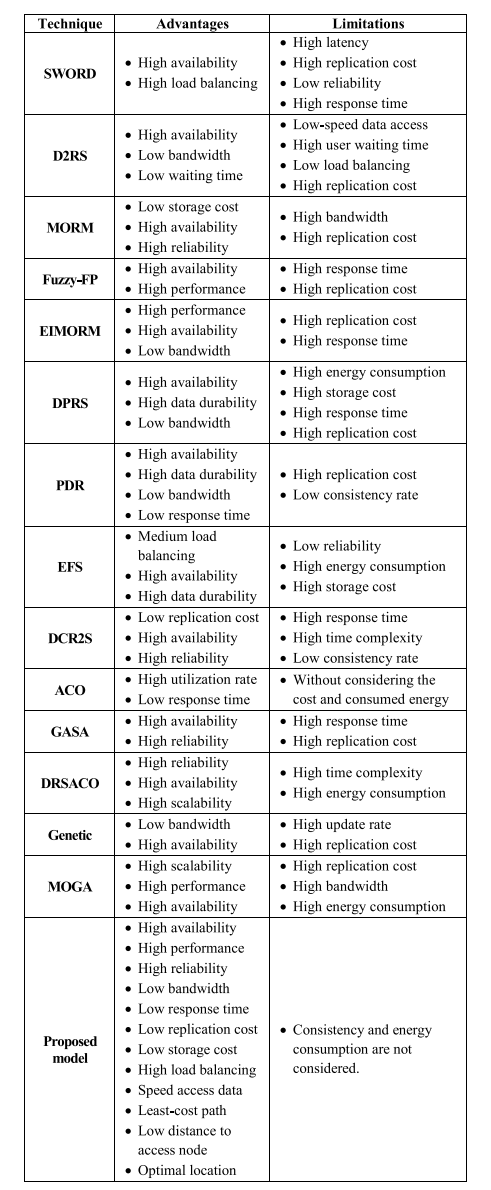 Technique Advantages Limitations
SWORD
• High availability
• High load balancing
• High latency
• High replication cost
• Low reliability
• High response time
D2RS
• High availability
• Low bandwidth
• Low waiting time
• Low-speed data access
• High user waiting time
• Low load balancing
• High replication cost
MORM
• Low storage cost
• High availability
• High reliability
• High bandwidth
• High replication cost
Fuzzy-FP
• High availability
• High performance
• High response time
• High replication cost
EIMORM
• High performance
• High availability
• Low bandwidth
• High replication cost
• High response time
DPRS
• High availability
• High data durability
• Low bandwidth
• High energy consumption
• High storage cost
• High response time
• High replication cost
PDR
• High availability
• High data durability
• Low bandwidth
• Low response time
• High replication cost
• Low consistency rate
EFS
• Medium load
balancing
• High availability
• High data durability
• Low reliability
• High energy consumption
• High storage cost
DCR2S
• Low replication cost
• High availability
• High reliability
• High response time
• High time complexity
• Low consistency rate
ACO
• High utilization rate
• Low response time
• Without considering the
cost and consumed energy
GASA
• High availability
• High reliability
• High response time
• High replication cost
DRSACO
• High reliability
• High availability
• High scalability
• High time complexity
• High energy consumption
Genetic
• Low bandwidth
• High availability
• High update rate
• High replication cost
MOGA
• High scalability
• High performance
• High availability
• High replication cost
• High bandwidth
• High energy consumption
Proposed
model
• High availability
• High performance
• High reliability
• Low bandwidth
• Low response time
• Low replication cost
• Low storage cost
• High load balancing
• Speed access data
• Least-cost path
• Low distance to
access node
• Optimal location
• Consistency and energy
consumption are not
considered.